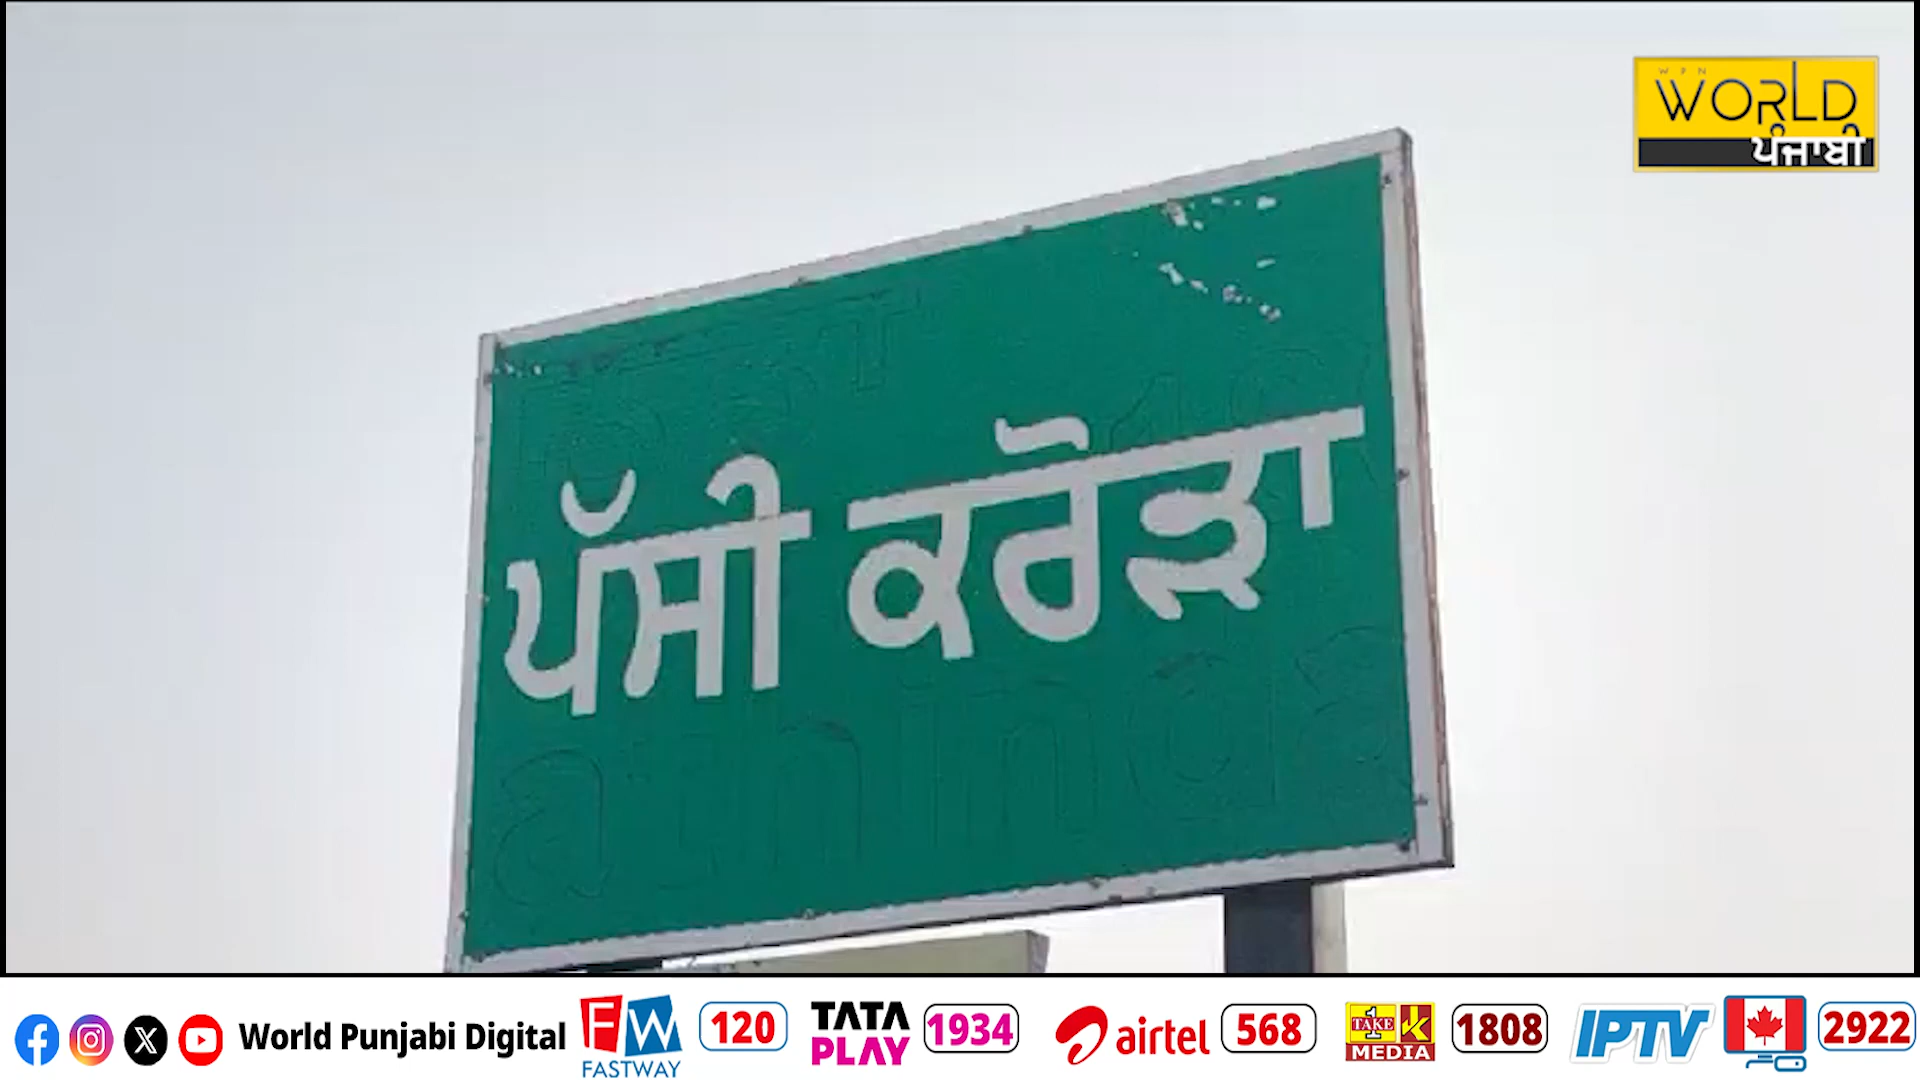 WPN
WORLD
ਪੰਜਾਬੀ
ਪੱਸੀ ਕਰੋੜਾ
World Punjabi Digital
FW
FASTWAY
120
TATA
PLAY
1934
airtel
568
1
TAKE
K
MEDIA
1808
IPTV
2922